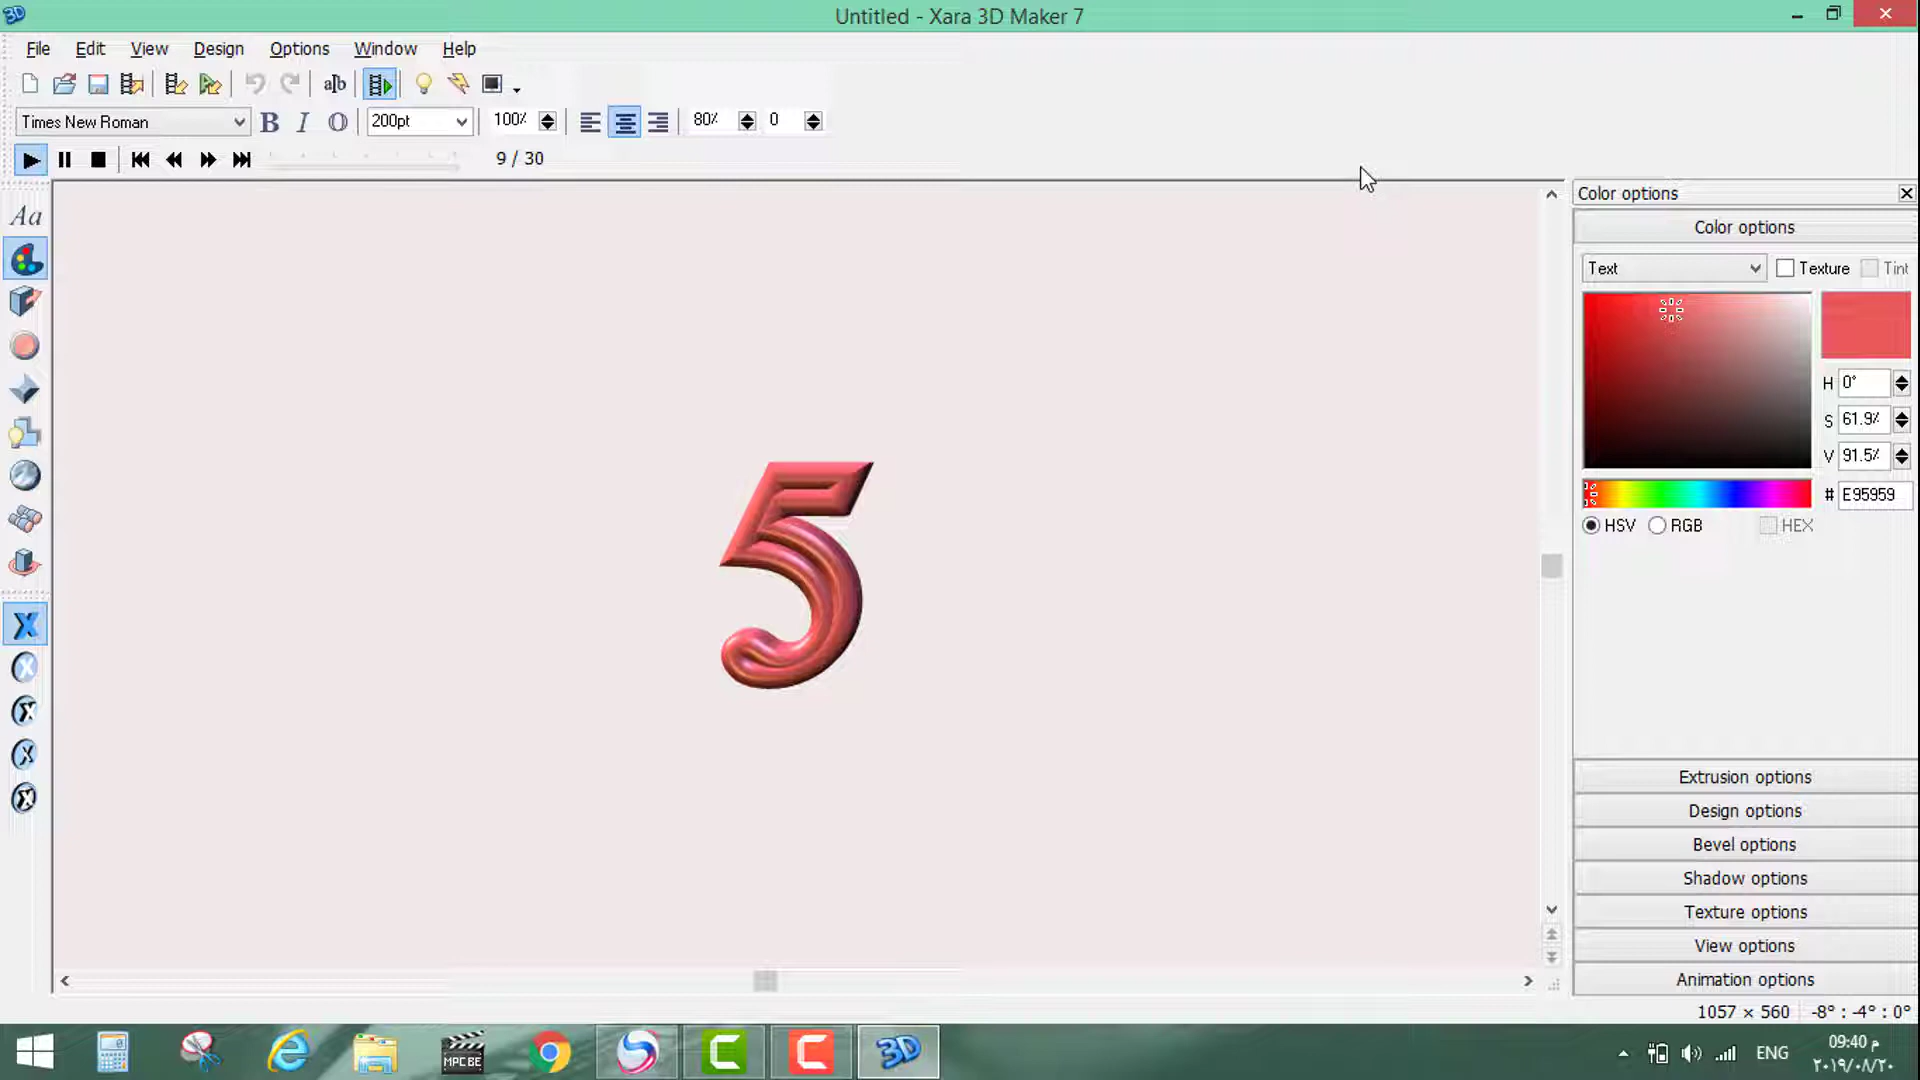 Untitled - Xara 3D Maker 7
File Edit View Design Options Window Help
a|b
Times New Roman B I O 200pt 100% 80% 0
9 / 30
Aa
Color options
Color options
Text Texture Tint
H 0°
S 61.9%
V 91.5%
# E95959
HSV RGB HEX
5
X
X
X
X
X
Extrusion options
Design options
Bevel options
Shadow options
Texture options
View options
Animation options
1057 × 560 -8° : -4° : 0°
MPC BE
C
C
3D
ENG
09:40 م
٢٠١٩/٠٨/٢٠